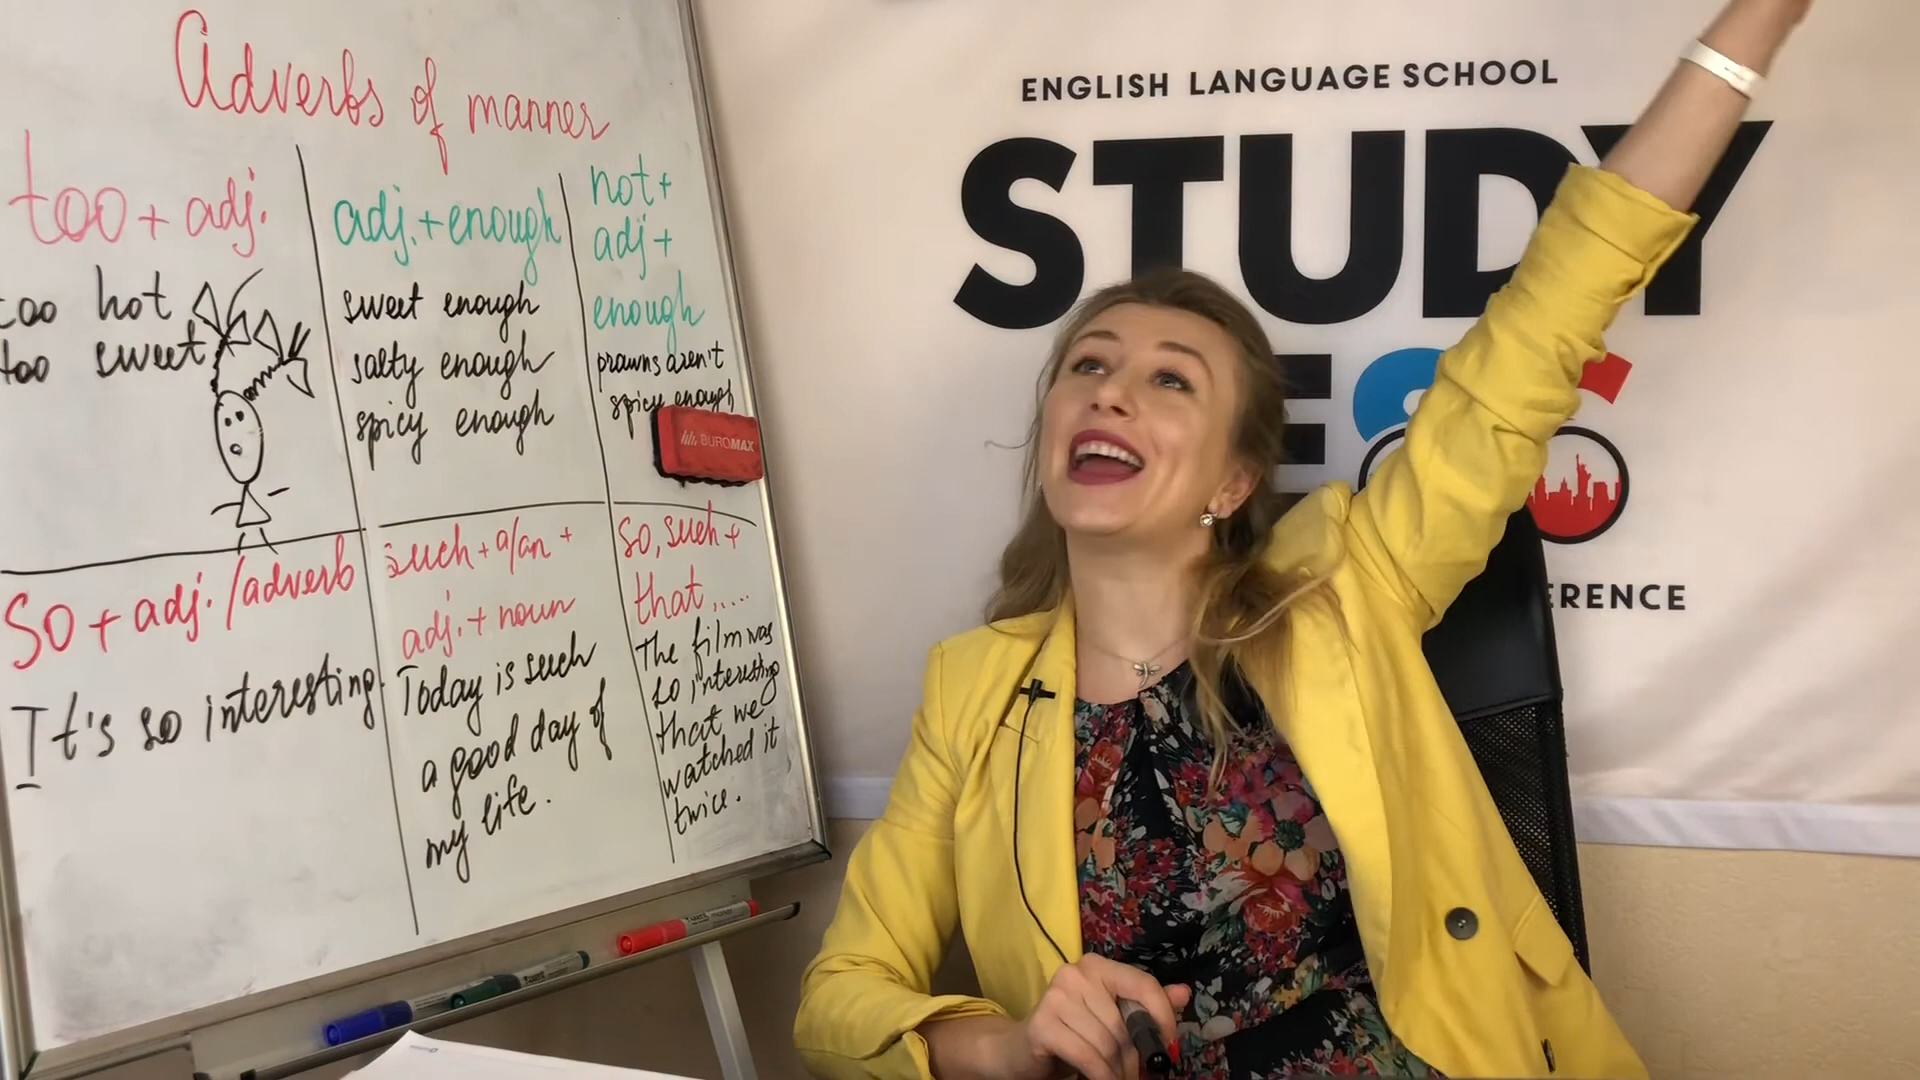 Adverbs of manner
too + adj.
too hot
too sweet
adj. + enough
sweet enough
salty enough
spicy enough
not +
adj +
enough
prawns aren't
spicy enough
BUROMAX
So + adj. / adverb
It's so interesting.
such + a/an +
adj. + noun
Today is such
a good day of
my life.
So, such +
that, ....
The film was
so interesting
that we
watched it
twice.
ENGLISH LANGUAGE SCHOOL
STUDY